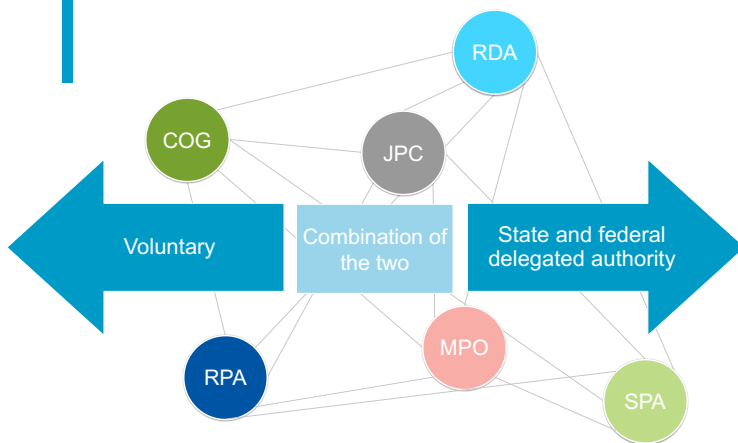 RDA
COG
JPC
Voluntary
Combination of
the two
State and federal
delegated authority
MPO
RPA
SPA